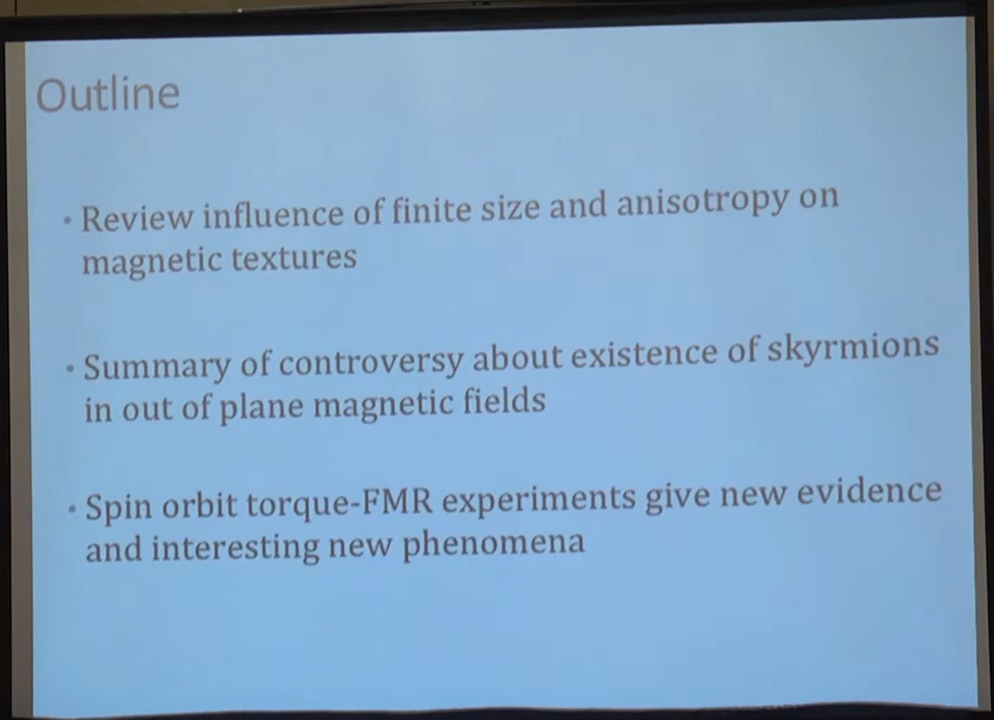 Outline
• Review influence of finite size and anisotropy on
magnetic textures
• Summary of controversy about existence of skyrmions
in out of plane magnetic fields
• Spin orbit torque-FMR experiments give new evidence
and interesting new phenomena